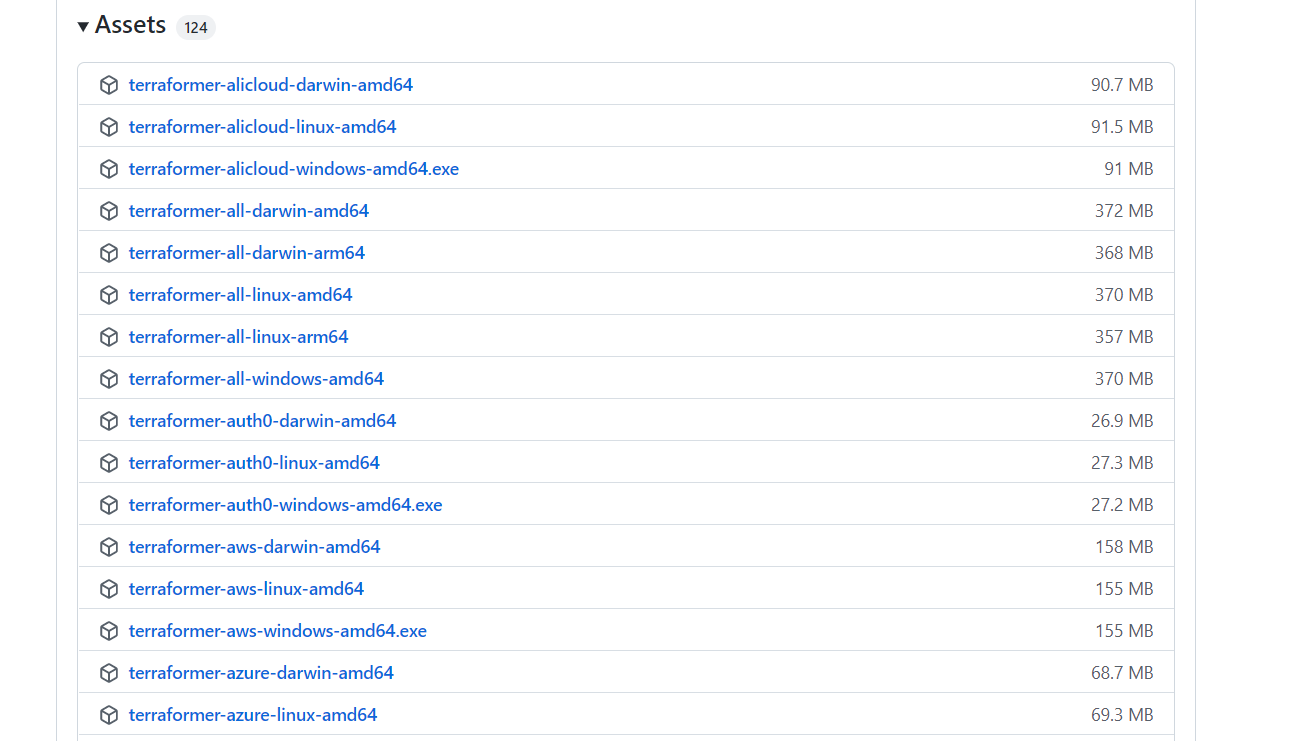 Assets 124
terraformer-alicloud-darwin-amd64 90.7 MB
terraformer-alicloud-linux-amd64 91.5 MB
terraformer-alicloud-windows-amd64.exe 91 MB
terraformer-all-darwin-amd64 372 MB
terraformer-all-darwin-arm64 368 MB
terraformer-all-linux-amd64 370 MB
terraformer-all-linux-arm64 357 MB
terraformer-all-windows-amd64 370 MB
terraformer-auth0-darwin-amd64 26.9 MB
terraformer-auth0-linux-amd64 27.3 MB
terraformer-auth0-windows-amd64.exe 27.2 MB
terraformer-aws-darwin-amd64 158 MB
terraformer-aws-linux-amd64 155 MB
terraformer-aws-windows-amd64.exe 155 MB
terraformer-azure-darwin-amd64 68.7 MB
terraformer-azure-linux-amd64 69.3 MB